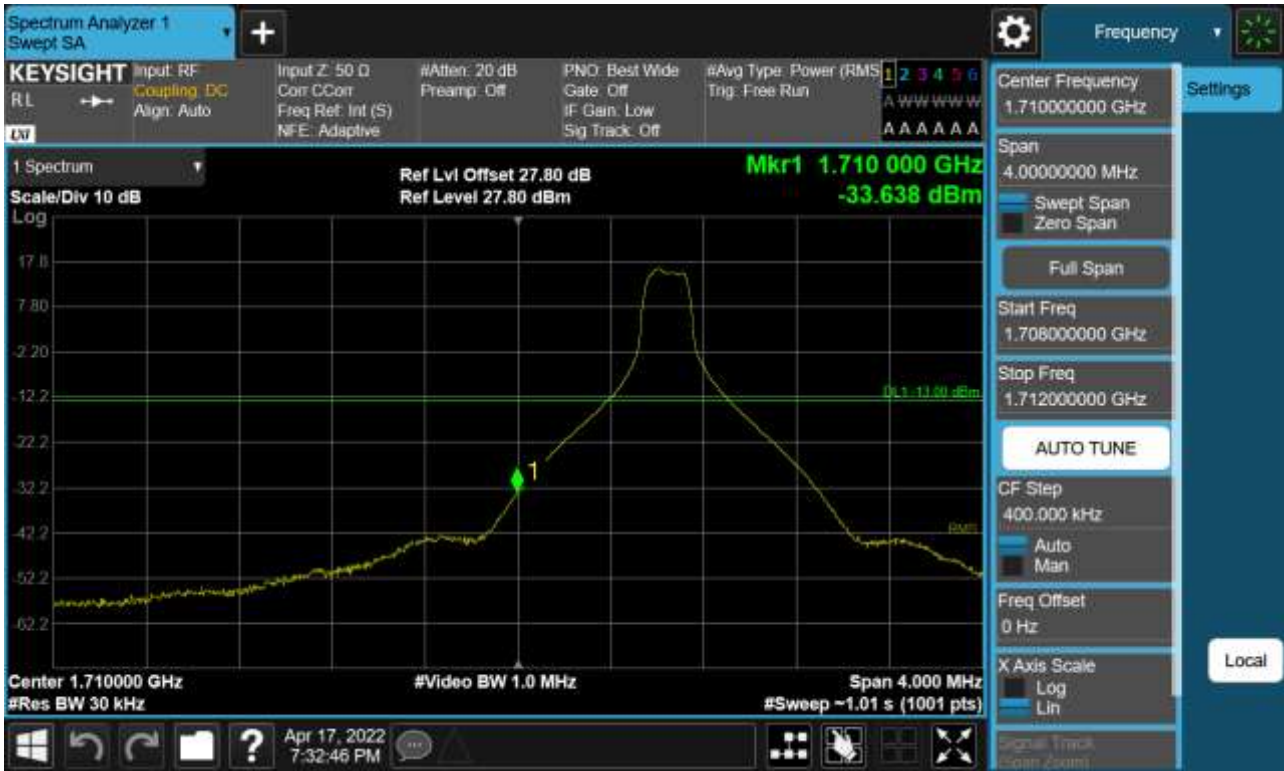 Spectrum Analyzer 1
Swept SA
+
Frequency
KEYSIGHT
RL
LXI
Input: RF
Coupling: DC
Align: Auto
Input Z: 50 Ω
Corr CCorr
Freq Ref: Int (S)
NFE: Adaptive
#Atten: 20 dB
Preamp: Off
PNO: Best Wide
Gate: Off
IF Gain: Low
Sig Track: Off
#Avg Type: Power (RMS
Trig: Free Run
1 2 3 4 5 6
A W W W W W
A A A A A A
1 Spectrum
Scale/Div 10 dB
Log
Ref Lvl Offset 27.80 dB
Ref Level 27.80 dBm
Mkr1 1.710 000 GHz
-33.638 dBm
17.8
7.80
-2.20
-12.2
DL1 -13.00 dBm
-22.2
1
-32.2
-42.2
RMS
-52.2
-62.2
Center 1.710000 GHz
#Res BW 30 kHz
#Video BW 1.0 MHz
Span 4.000 MHz
#Sweep ~1.01 s (1001 pts)
Center Frequency
1.710000000 GHz
Settings
Span
4.00000000 MHz
Swept Span
Zero Span
Full Span
Start Freq
1.708000000 GHz
Stop Freq
1.712000000 GHz
AUTO TUNE
CF Step
400.000 kHz
Auto
Man
Freq Offset
0 Hz
X Axis Scale
Log
Lin
Local
Signal Track
(Span Zoom)
?
Apr 17, 2022
7:32:46 PM